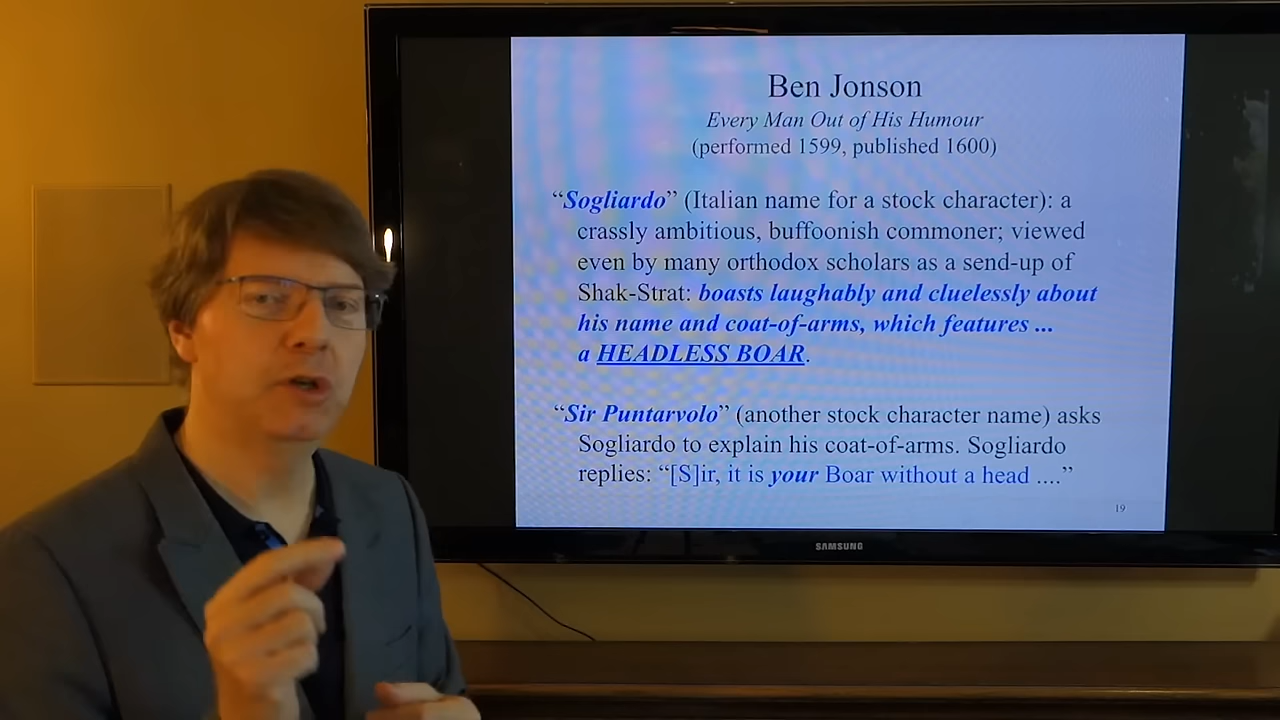 Ben Jonson
Every Man Out of His Humour
(performed 1599, published 1600)
“Sogliardo” (Italian name for a stock character): a
crassly ambitious, buffoonish commoner; viewed
even by many orthodox scholars as a send-up of
Shak-Strat: boasts laughably and cluelessly about
his name and coat-of-arms, which features ...
a HEADLESS BOAR.
“Sir Puntarvolo” (another stock character name) asks
Sogliardo to explain his coat-of-arms. Sogliardo
replies: “[S]ir, it is your Boar without a head ....”
19
SAMSUNG